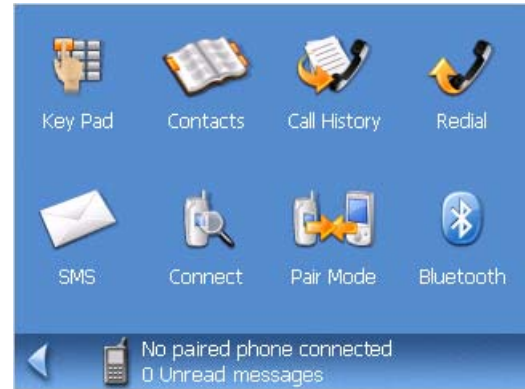 Key Pad Contacts Call History Redial
SMS Connect Pair Mode Bluetooth
No paired phone connected
0 Unread messages